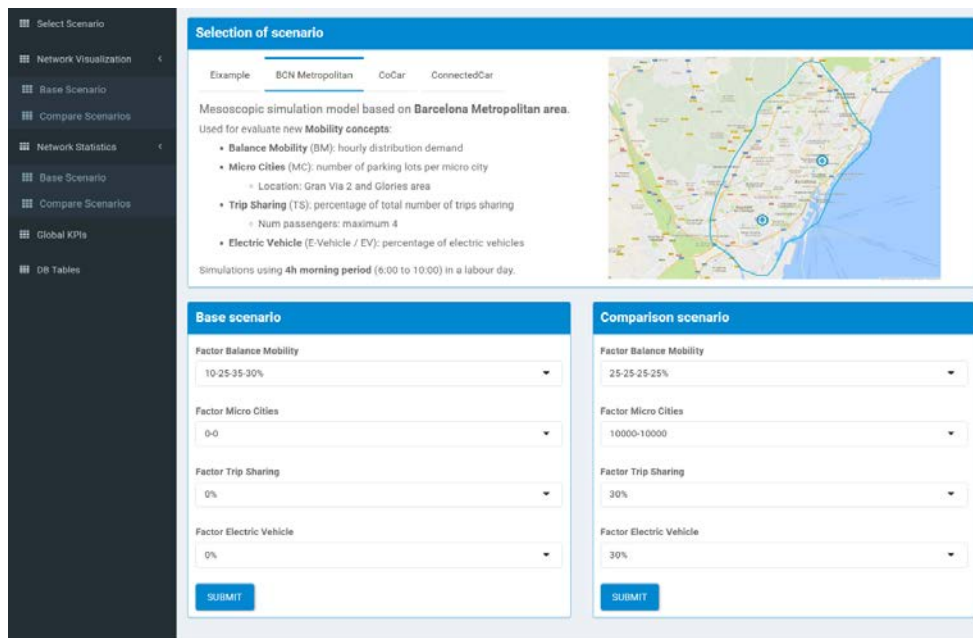 Select Scenario
Network Visualization
Base Scenario
Compare Scenarios
Network Statistics
Base Scenario
Compare Scenarios
Global KPIs
DB Tables
Selection of scenario
Eixample BCN Metropolitan CoCar ConnectedCar
Mesoscopic simulation model based on Barcelona Metropolitan area.
Used for evaluate new Mobility concepts:
• Balance Mobility (BM): hourly distribution demand
• Micro Cities (MC): number of parking lots per micro city
◦ Location: Gran Via 2 and Glories area
• Trip Sharing (TS): percentage of total number of trips sharing
◦ Num passengers: maximum 4
• Electric Vehicle (E-Vehicle / EV): percentage of electric vehicles
Simulations using 4h morning period (6:00 to 10:00) in a labour day.
Base scenario
Factor Balance Mobility
10-25-35-30%
Factor Micro Cities
0-0
Factor Trip Sharing
0%
Factor Electric Vehicle
0%
SUBMIT
Comparison scenario
Factor Balance Mobility
25-25-25-25%
Factor Micro Cities
10000-10000
Factor Trip Sharing
30%
Factor Electric Vehicle
30%
SUBMIT